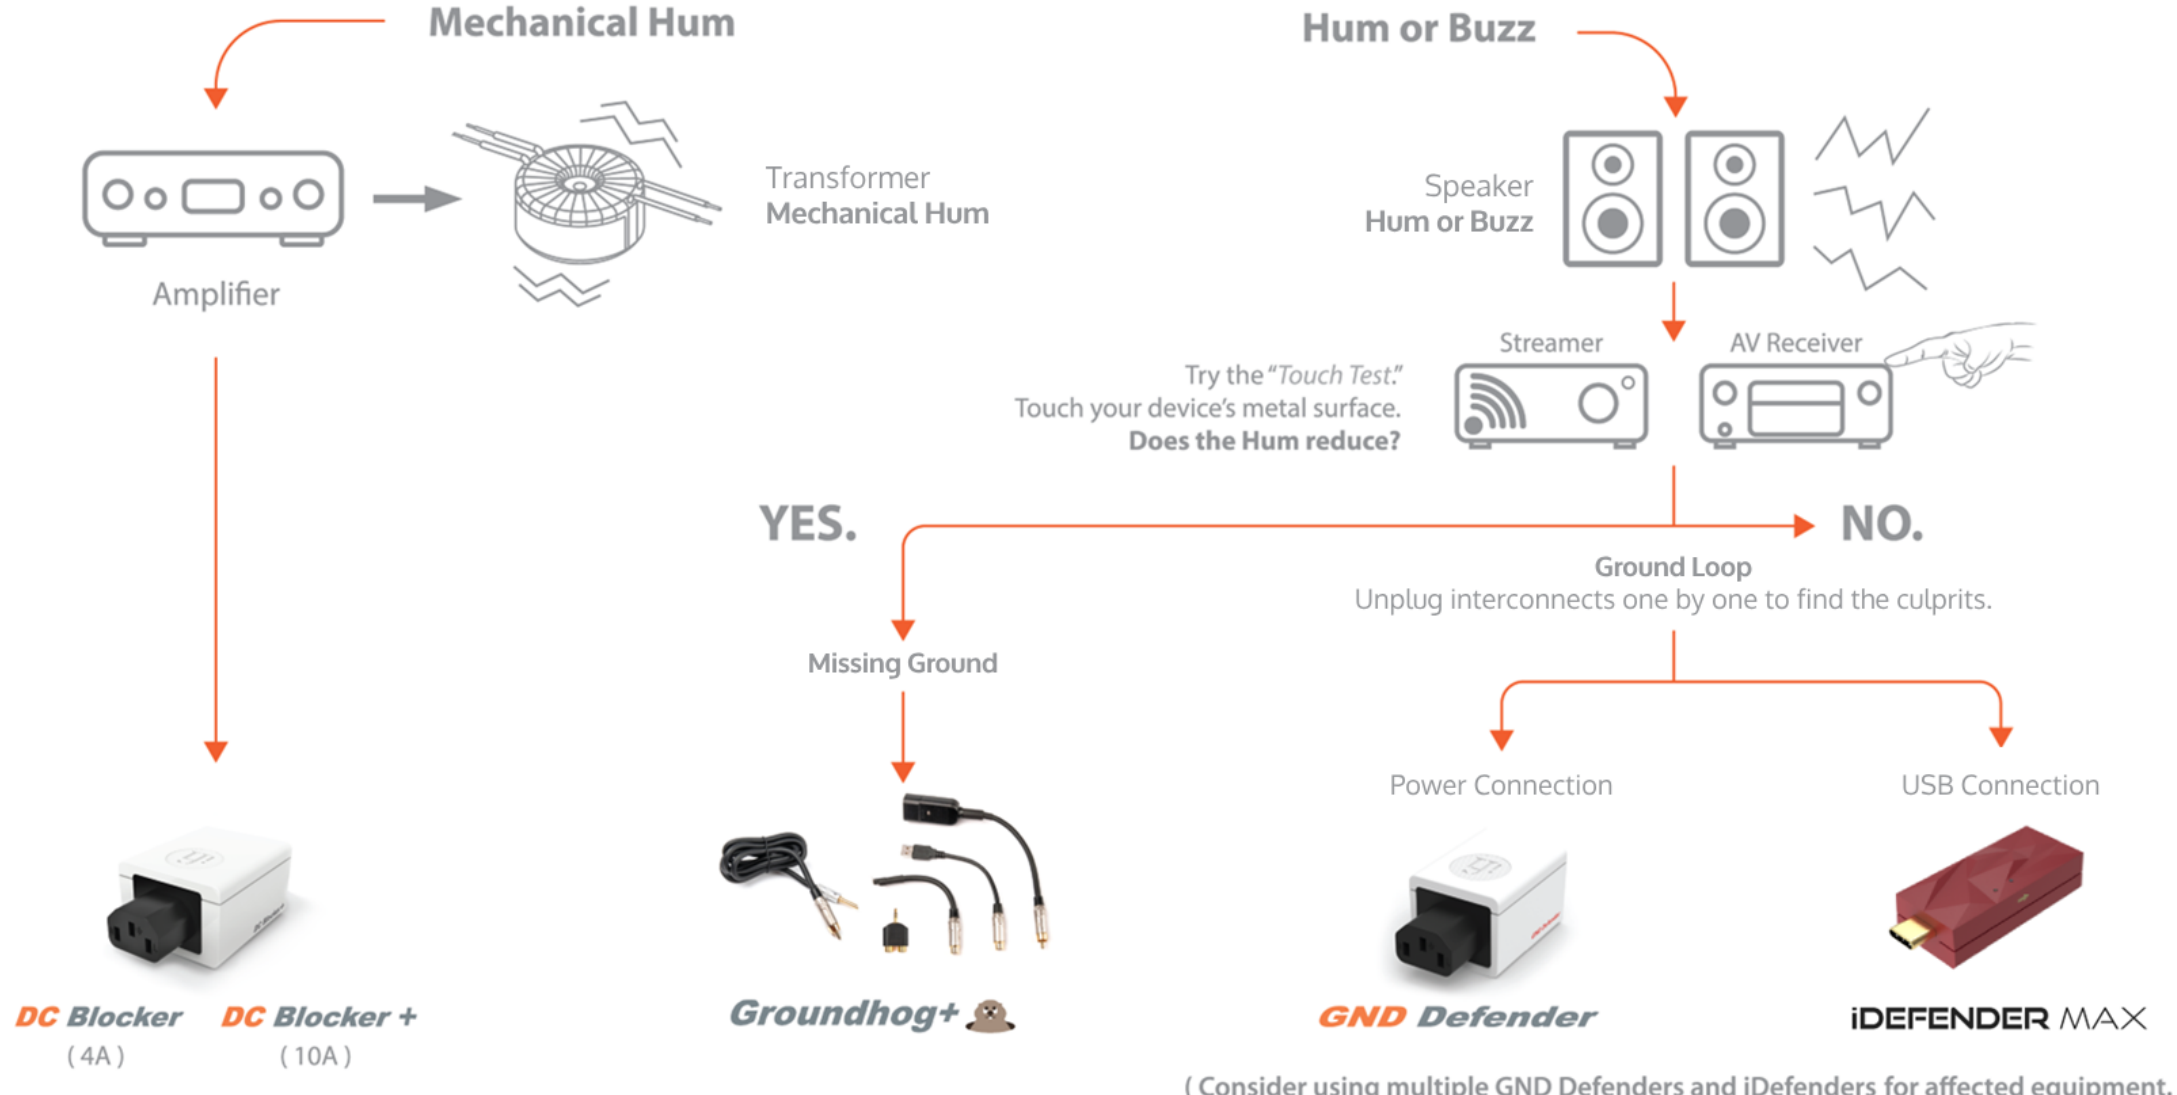 Mechanical Hum
Hum or Buzz
Transformer
Mechanical Hum
Amplifier
Speaker
Hum or Buzz
Streamer
AV Receiver
Try the “Touch Test.”
Touch your device’s metal surface.
Does the Hum reduce?
YES.
NO.
Ground Loop
Unplug interconnects one by one to find the culprits.
Missing Ground
Power Connection
USB Connection
DC Blocker
(4A)
DC Blocker +
(10A)
Groundhog+
GND Defender
iDEFENDER MAX
( Consider using multiple GND Defenders and iDefenders for affected equipment.